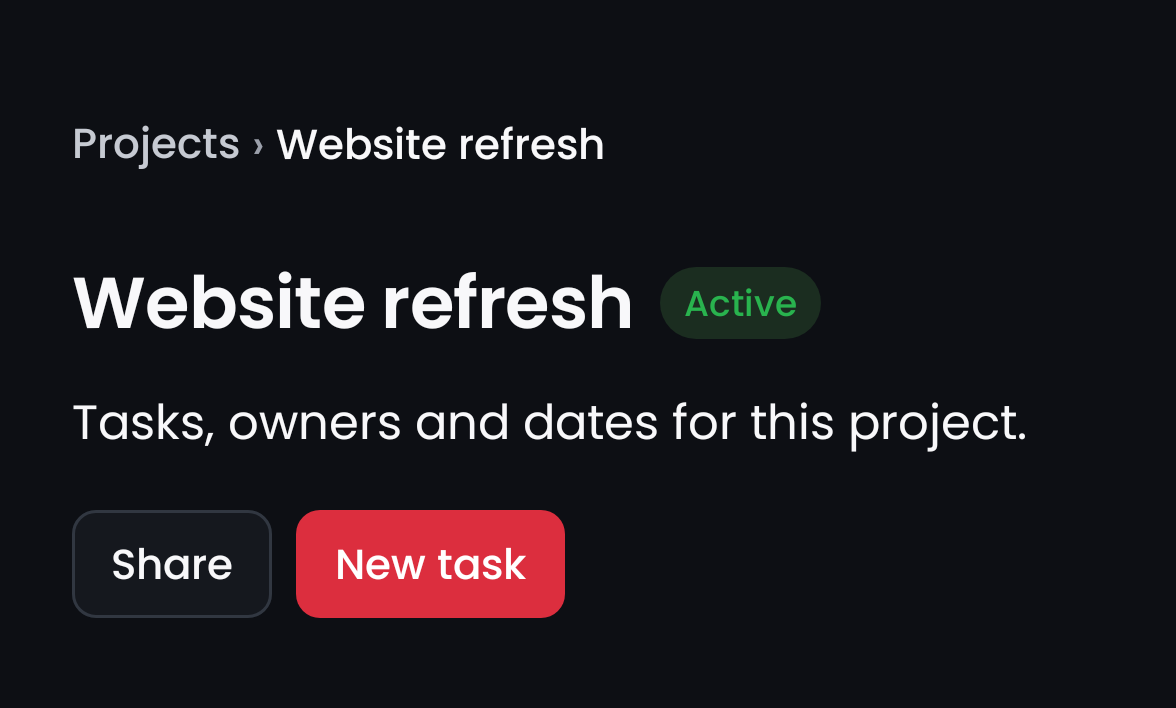 Projects › Website refresh
Website refresh Active
Tasks, owners and dates for this project.
Share New task